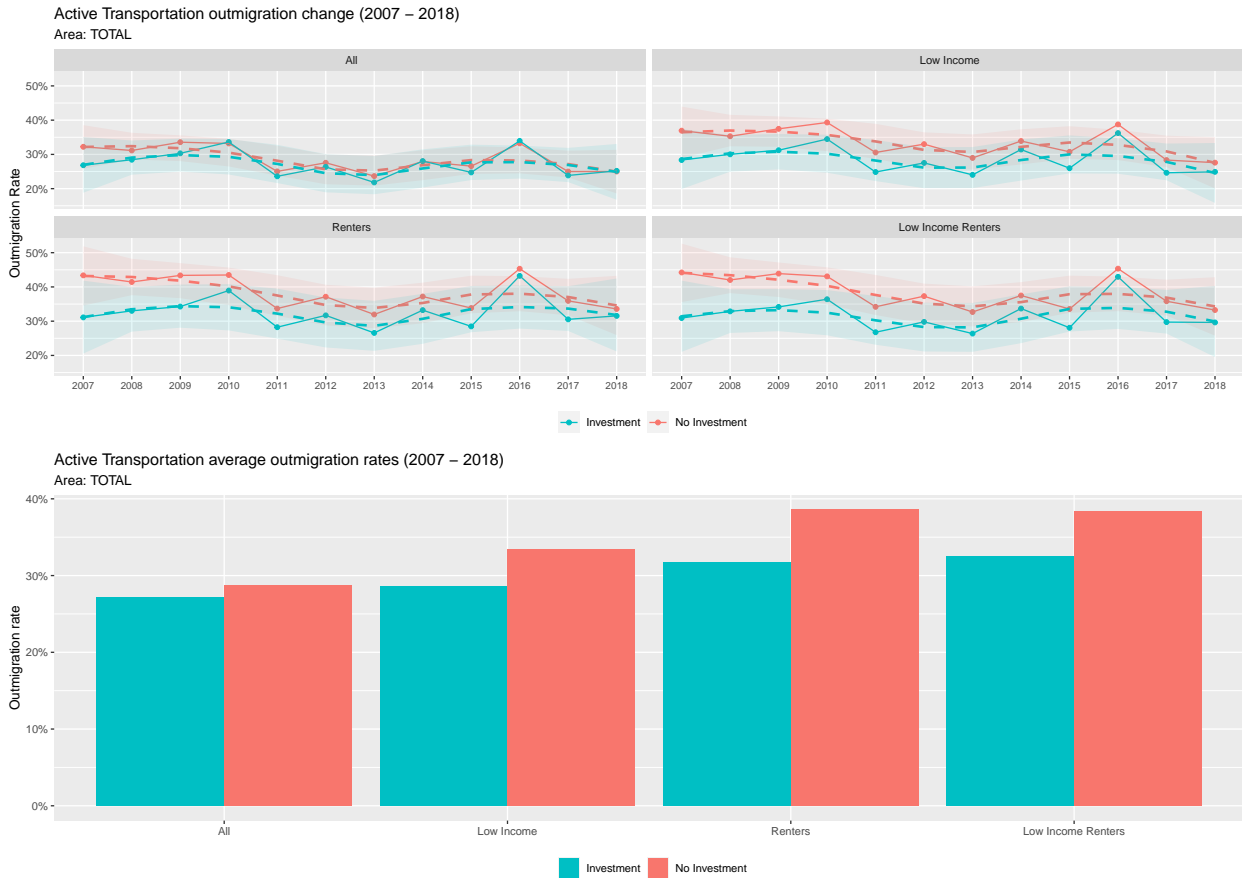 Active Transportation outmigration change (2007 – 2018)
Area: TOTAL
All
Low Income
50%
40%
30%
20%
Renters
Low Income Renters
50%
40%
30%
20%
Outmigration Rate
2007 2008 2009 2010 2011 2012 2013 2014 2015 2016 2017 2018
2007 2008 2009 2010 2011 2012 2013 2014 2015 2016 2017 2018
Investment No Investment
Active Transportation average outmigration rates (2007 – 2018)
Area: TOTAL
40%
30%
20%
10%
0%
Outmigration rate
All Low Income Renters Low Income Renters
Investment No Investment